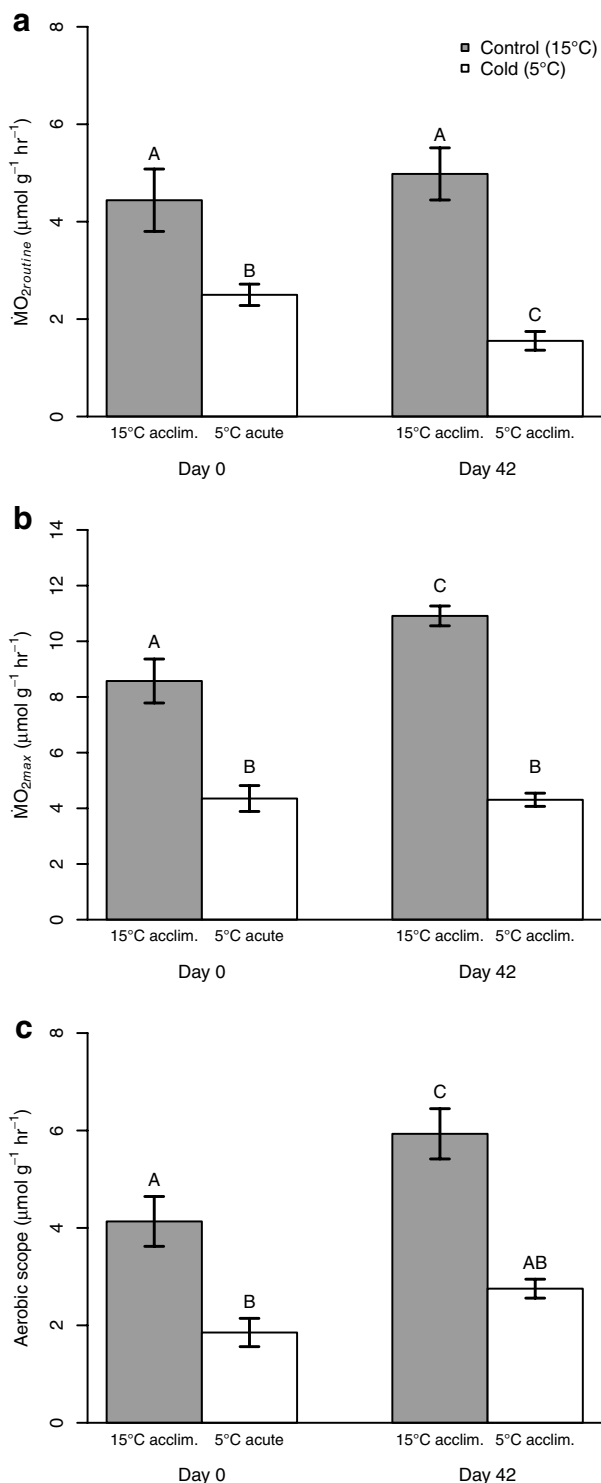 a
8
6
4
2
0
ṀO2routine (μmol g−1 hr−1)
Control (15°C)
Cold (5°C)
A
B
A
C
15°C acclim. 5°C acute 15°C acclim. 5°C acclim.
Day 0 Day 42
b
14
12
10
8
6
4
2
0
ṀO2max (μmol g−1 hr−1)
A
B
C
B
15°C acclim. 5°C acute 15°C acclim. 5°C acclim.
Day 0 Day 42
c
8
6
4
2
0
Aerobic scope (μmol g−1 hr−1)
A
B
C
AB
15°C acclim. 5°C acute 15°C acclim. 5°C acclim.
Day 0 Day 42